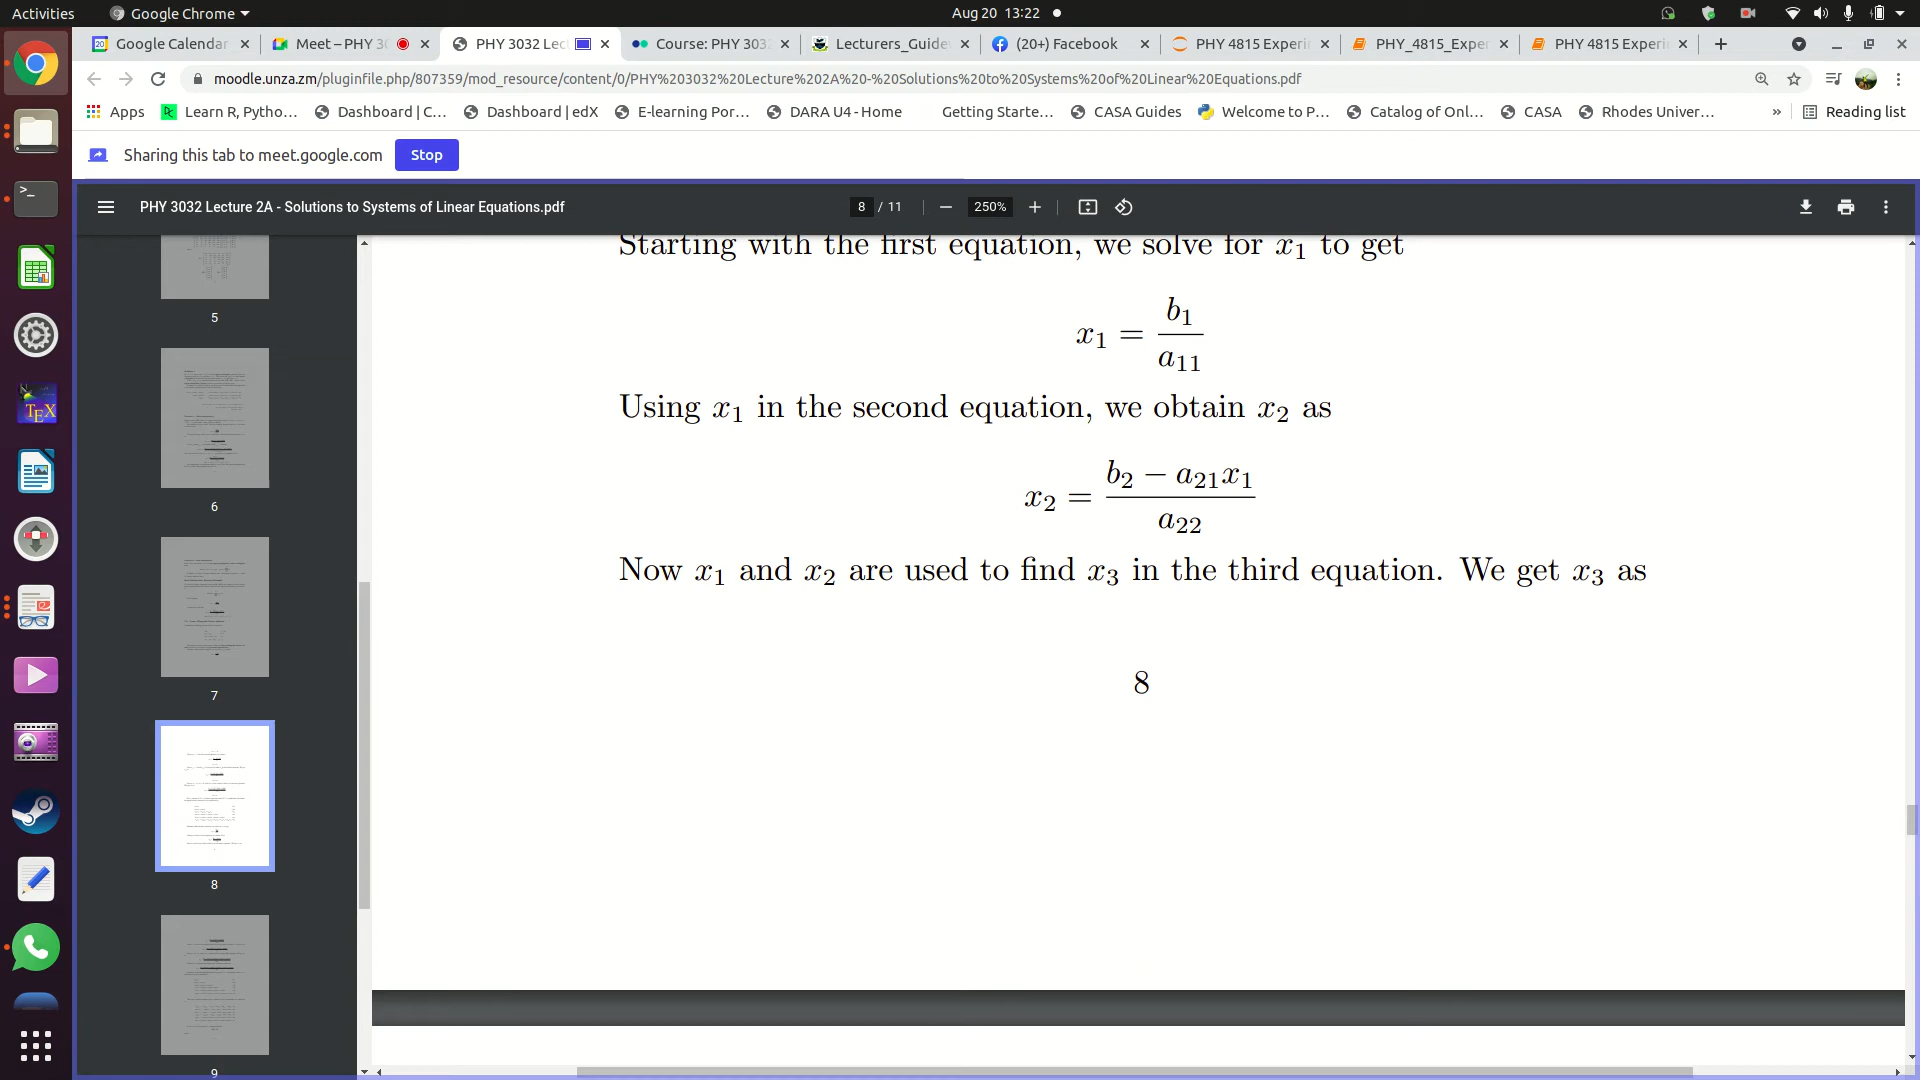 Activities Google Chrome Aug 20 13:22
Google Calendar Meet – PHY 30 PHY 3032 Lec Course: PHY 303 Lecturers_Guide (20+) Facebook PHY 4815 Experi PHY_4815_Expe PHY 4815 Experi
moodle.unza.zm/pluginfile.php/807359/mod_resource/content/0/PHY%203032%20Lecture%202A%20-%20Solutions%20to%20Systems%20of%20Linear%20Equations.pdf
Apps Learn R, Pytho... Dashboard | C... Dashboard | edX E-learning Por... DARA U4 - Home Getting Starte... CASA Guides Welcome to P... Catalog of Onl... CASA Rhodes Univer... » Reading list
Sharing this tab to meet.google.com Stop
PHY 3032 Lecture 2A - Solutions to Systems of Linear Equations.pdf 8 / 11 250%
5
6
7
8
9
Starting with the first equation, we solve for x₁ to get
x₁ = b₁ / a₁₁
Using x₁ in the second equation, we obtain x₂ as
x₂ = (b₂ − a₂₁x₁) / a₂₂
Now x₁ and x₂ are used to find x₃ in the third equation. We get x₃ as
8